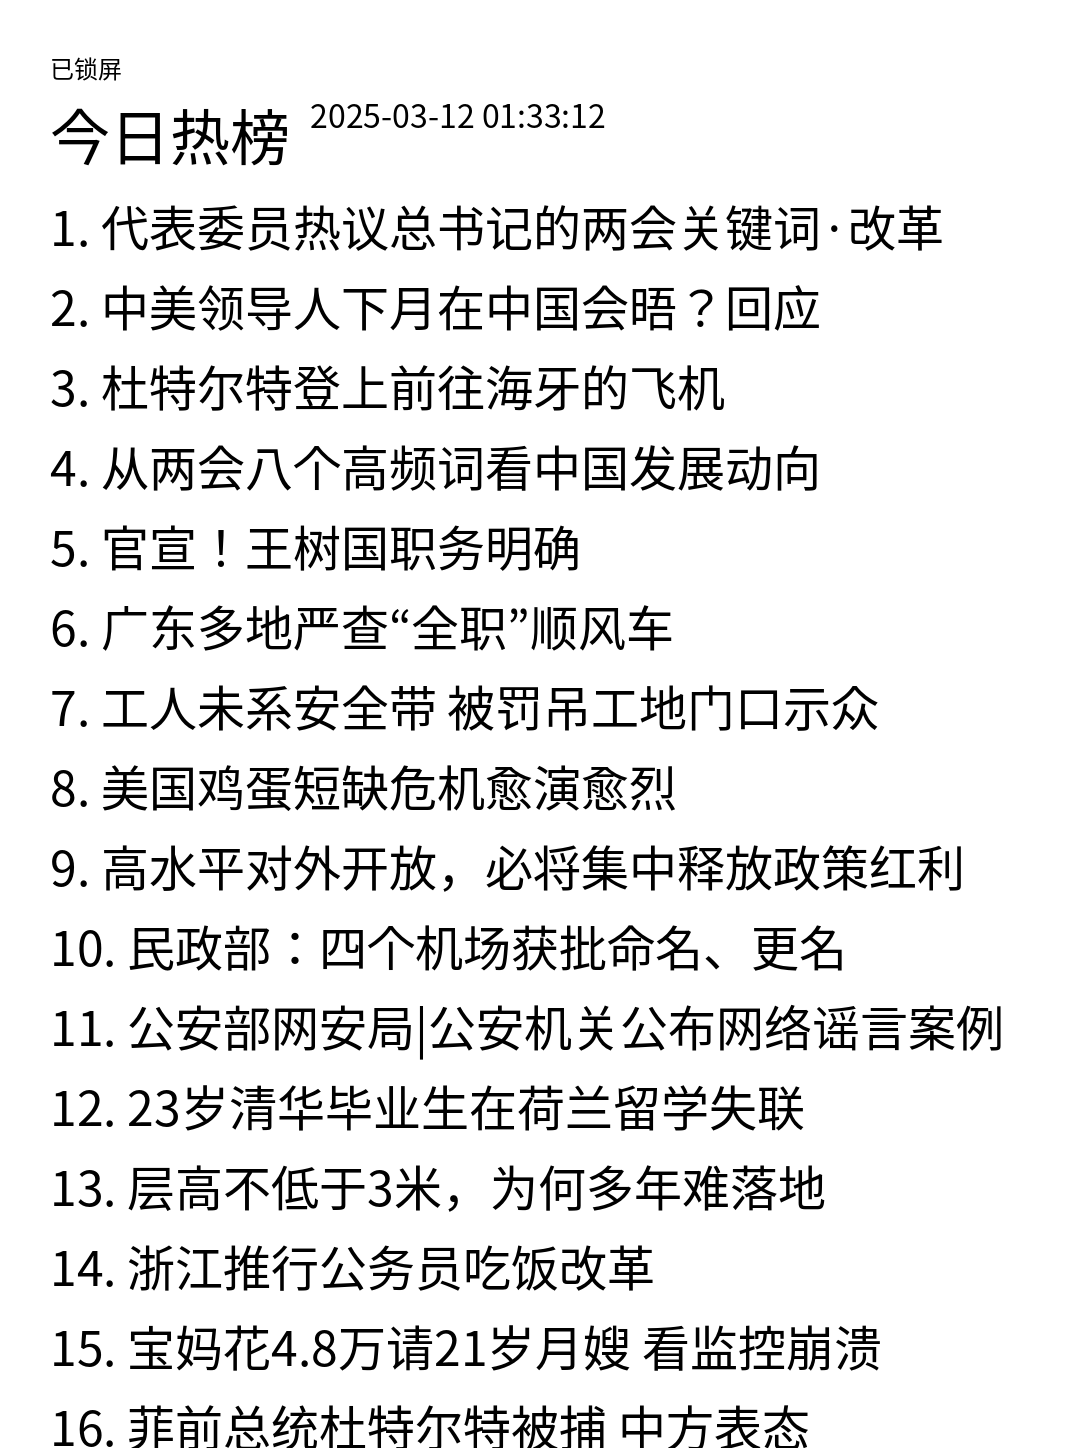 已锁屏
今日热榜 2025-03-12 01:33:12
1. 代表委员热议总书记的两会关键词·改革
2. 中美领导人下月在中国会晤？回应
3. 杜特尔特登上前往海牙的飞机
4. 从两会八个高频词看中国发展动向
5. 官宣！王树国职务明确
6. 广东多地严查“全职”顺风车
7. 工人未系安全带 被罚吊工地门口示众
8. 美国鸡蛋短缺危机愈演愈烈
9. 高水平对外开放，必将集中释放政策红利
10. 民政部：四个机场获批命名、更名
11. 公安部网安局|公安机关公布网络谣言案例
12. 23岁清华毕业生在荷兰留学失联
13. 层高不低于3米，为何多年难落地
14. 浙江推行公务员吃饭改革
15. 宝妈花4.8万请21岁月嫂 看监控崩溃
16. 菲前总统杜特尔特被捕 中方表态